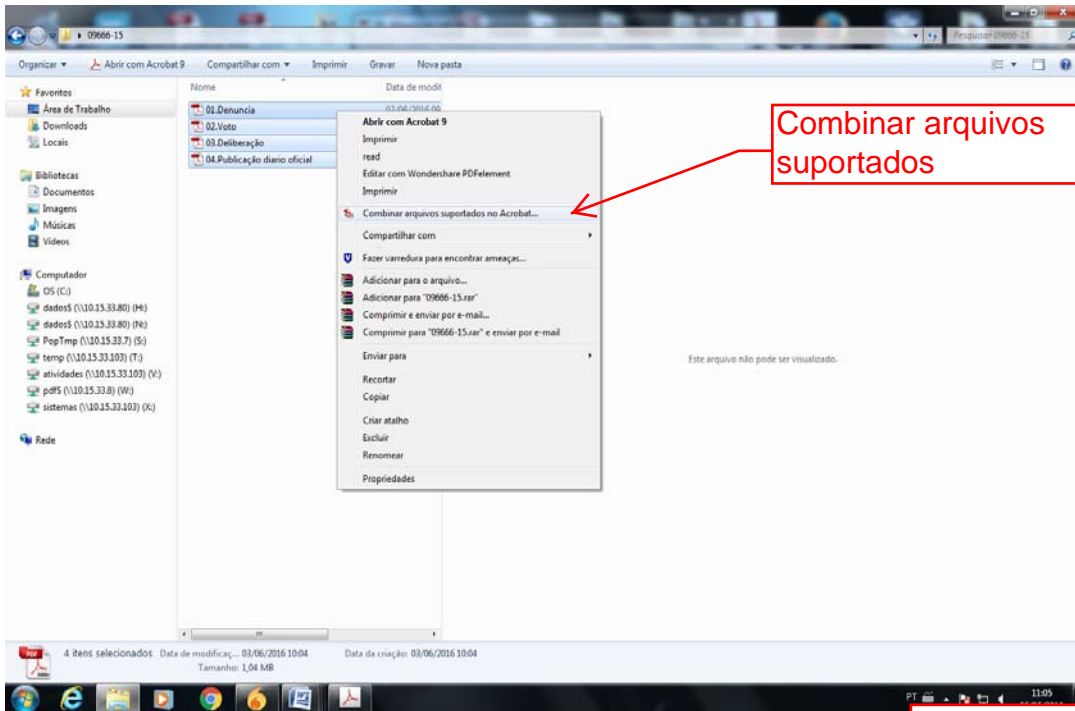 09666-15
Pesquisar 09666-15
Organizar
Abrir com Acrobat 9
Compartilhar com
Imprimir
Gravar
Nova pasta
Favoritos
Área de Trabalho
Downloads
Locais
Bibliotecas
Documentos
Imagens
Músicas
Vídeos
Computador
OS (C:)
dados$ (\\10.15.33.80) (H:)
dados$ (\\10.15.33.80) (N:)
PopTmp (\\10.15.33.7) (S:)
temp (\\10.15.33.103) (T:)
atividades (\\10.15.33.103) (V:)
pdf$ (\\10.15.33.8) (W:)
sistemas (\\10.15.33.103) (X:)
Rede
Nome
Data de modif
01.Denuncia
03/06/2016 09
02.Voto
03.Deliberação
04.Publicação diario oficial
Abrir com Acrobat 9
Imprimir
read
Editar com Wondershare PDFelement
Imprimir
Combinar arquivos suportados no Acrobat...
Compartilhar com
Fazer varredura para encontrar ameaças...
Adicionar para o arquivo...
Adicionar para "09666-15.rar"
Comprimir e enviar por e-mail...
Comprimir para "09666-15.rar" e enviar por e-mail
Enviar para
Recortar
Copiar
Criar atalho
Excluir
Renomear
Propriedades
Combinar arquivos
suportados
Este arquivo não pode ser visualizado.
4 itens selecionados
Data de modificaç... 03/06/2016 10:04
Data da criação: 03/06/2016 10:04
Tamanho: 1,04 MB
PT
11:05